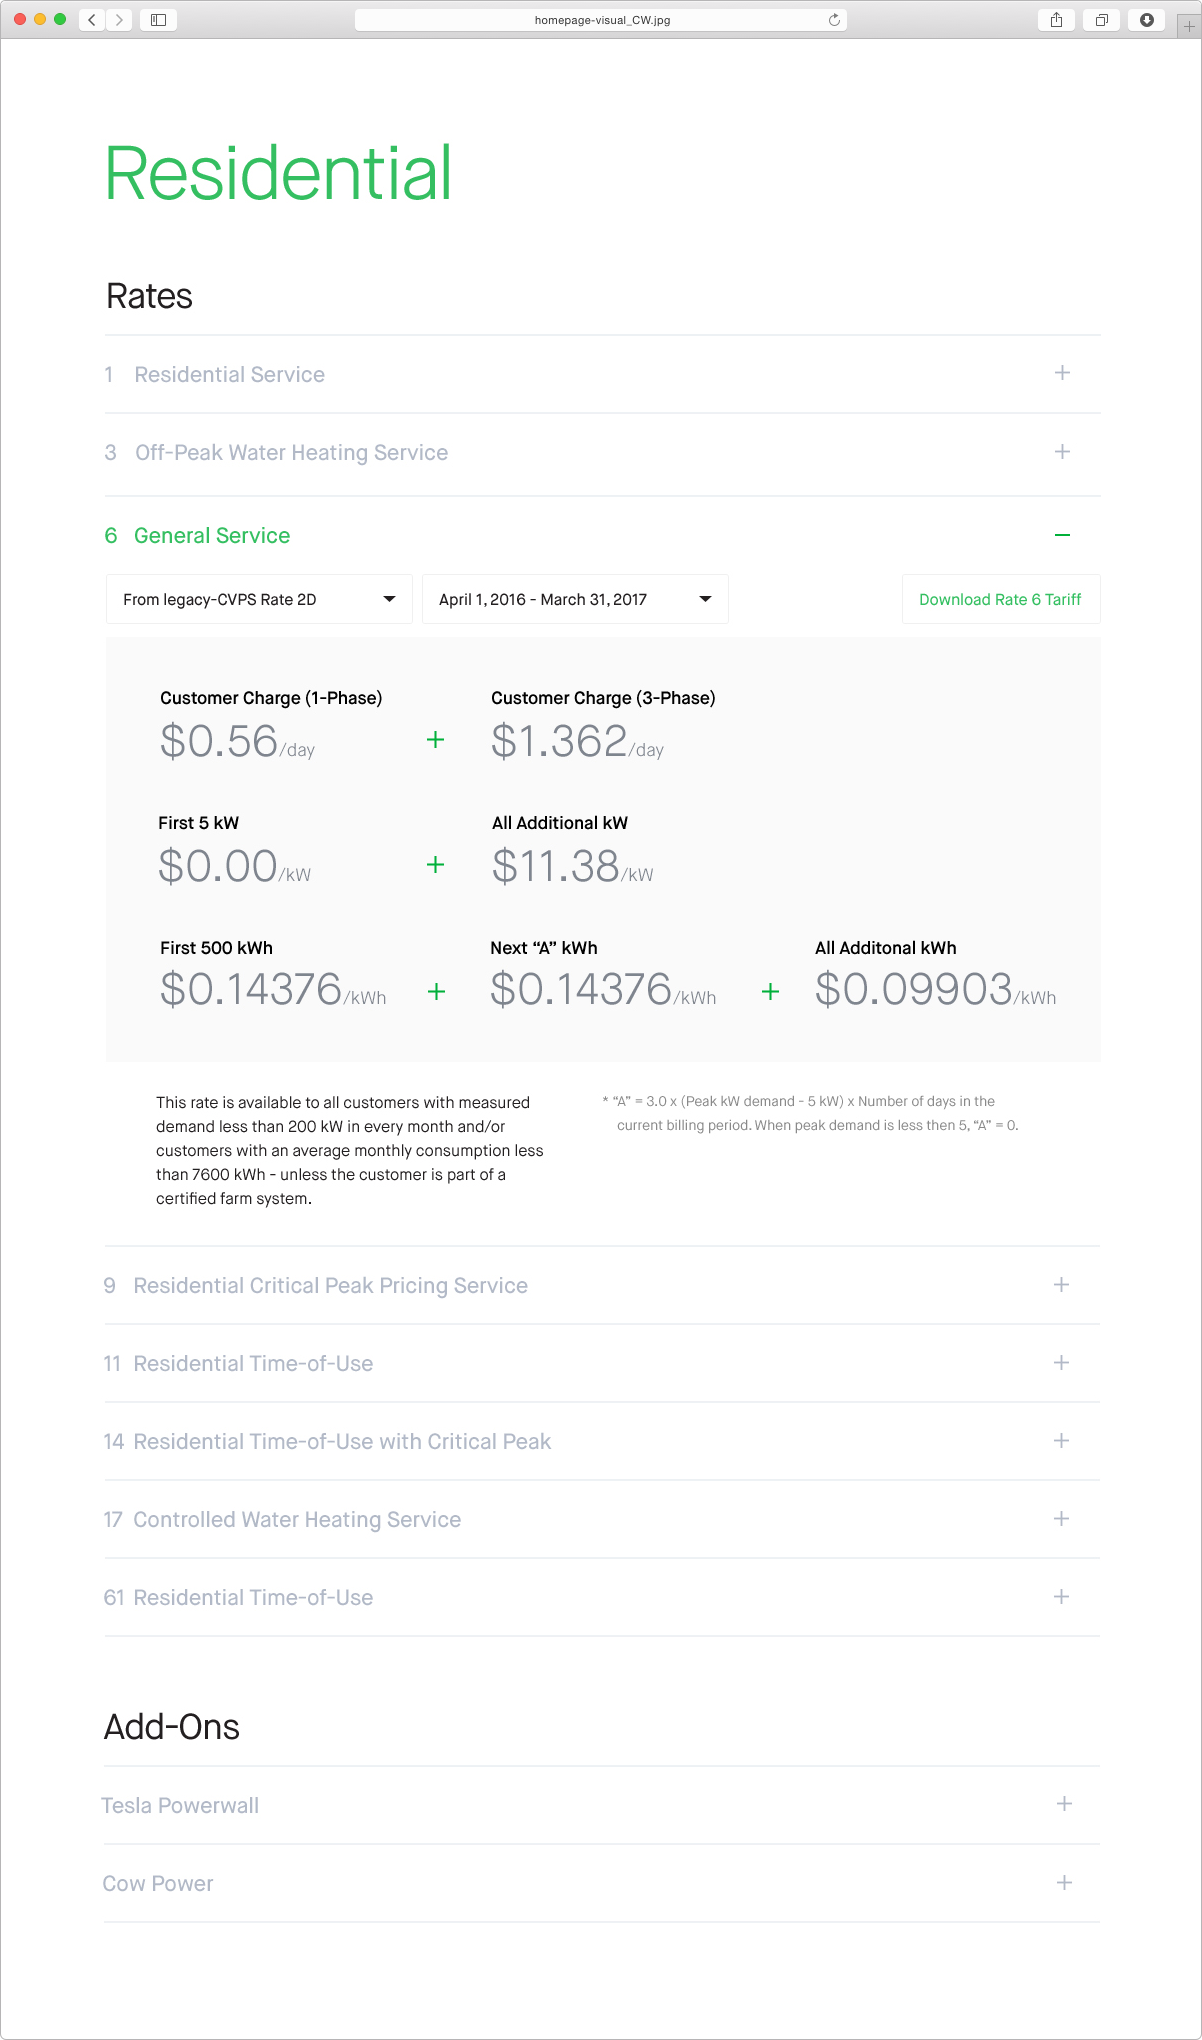 homepage-visual_CW.jpg
Residential
Rates
1 Residential Service
3 Off-Peak Water Heating Service
6 General Service
From legacy-CVPS Rate 2D
April 1, 2016 - March 31, 2017
Download Rate 6 Tariff
Customer Charge (1-Phase)
$0.56/day
+
Customer Charge (3-Phase)
$1.362/day
First 5 kW
$0.00/kW
+
All Additional kW
$11.38/kW
First 500 kWh
$0.14376/kWh
+
Next “A” kWh
$0.14376/kWh
+
All Additonal kWh
$0.09903/kWh
This rate is available to all customers with measured
demand less than 200 kW in every month and/or
customers with an average monthly consumption less
than 7600 kWh - unless the customer is part of a
certified farm system.
* “A” = 3.0 x (Peak kW demand - 5 kW) x Number of days in the
current billing period. When peak demand is less then 5, “A” = 0.
9 Residential Critical Peak Pricing Service
11 Residential Time-of-Use
14 Residential Time-of-Use with Critical Peak
17 Controlled Water Heating Service
61 Residential Time-of-Use
Add-Ons
Tesla Powerwall
Cow Power